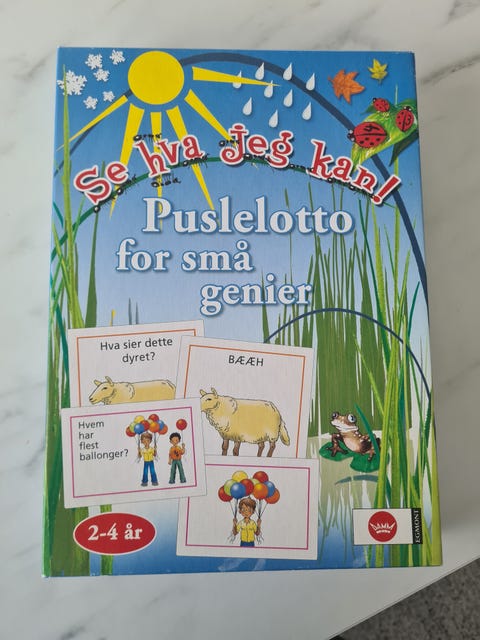 Se hva jeg kan!
Puslelotto
for små
genier
Hva sier dette
dyret?
BÆÆH
Hvem
har
flest
ballonger?
2-4 år
DAMM
EGMONT